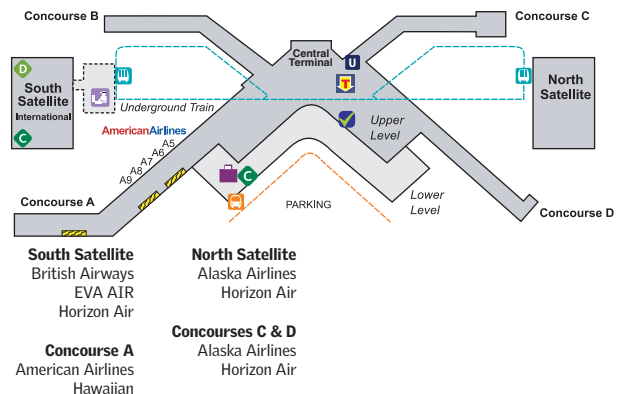 Concourse B
Concourse C
Central
Terminal
U
T
D
South
Satellite
International
C
Underground Train
North
Satellite
AmericanAirlines
A5
A6
A7
A8
A9
Upper
Level
C
Lower
Level
PARKING
Concourse A
Concourse D
South Satellite
British Airways
EVA AIR
Horizon Air
Concourse A
American Airlines
Hawaiian
North Satellite
Alaska Airlines
Horizon Air
Concourses C & D
Alaska Airlines
Horizon Air